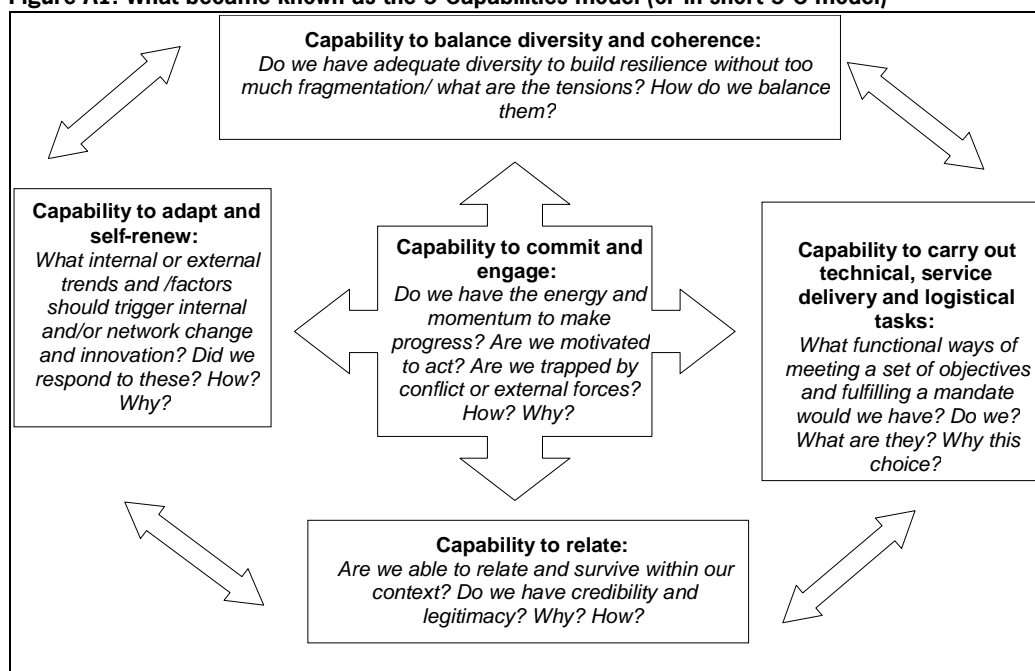 Figure A1: What became known as the 5-Capabilities model (or in short 5-C model)
Capability to balance diversity and coherence:
Do we have adequate diversity to build resilience without too
much fragmentation/ what are the tensions? How do we balance
them?
Capability to adapt and
self-renew:
What internal or external
trends and /factors
should trigger internal
and/or network change
and innovation? Did we
respond to these? How?
Why?
Capability to commit and
engage:
Do we have the energy and
momentum to make
progress? Are we motivated
to act? Are we trapped by
conflict or external forces?
How? Why?
Capability to carry out
technical, service
delivery and logistical
tasks:
What functional ways of
meeting a set of objectives
and fulfilling a mandate
would we have? Do we?
What are they? Why this
choice?
Capability to relate:
Are we able to relate and survive within our
context? Do we have credibility and
legitimacy? Why? How?